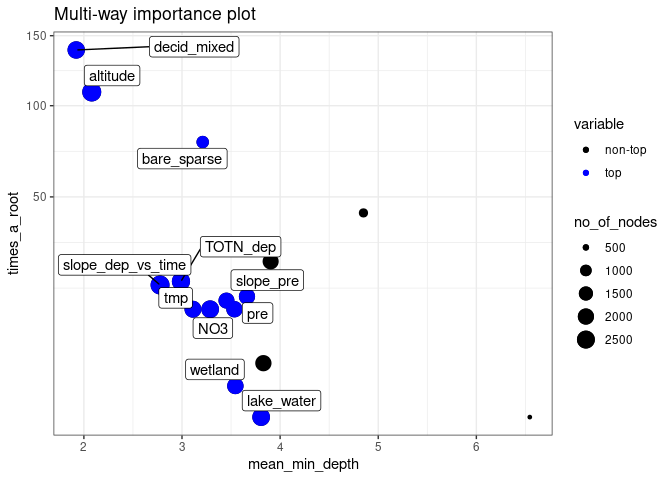 Multi-way importance plot
150
100
50
times_a_root
decid_mixed
altitude
bare_sparse
TOTN_dep
slope_dep_vs_time
slope_pre
tmp
pre
NO3
wetland
lake_water
2
3
4
5
6
mean_min_depth
variable
non-top
top
no_of_nodes
500
1000
1500
2000
2500